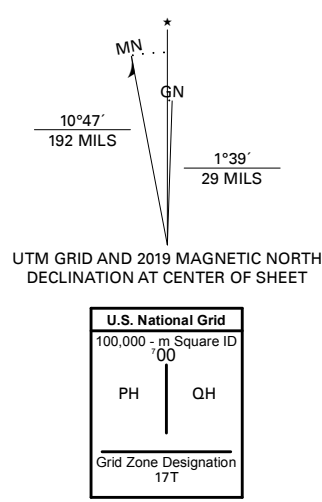 ★
MN
GN
10°47´
192 MILS
1°39´
29 MILS
UTM GRID AND 2019 MAGNETIC NORTH
DECLINATION AT CENTER OF SHEET
U.S. National Grid
100,000 - m Square ID
⁷00
PH QH
Grid Zone Designation
17T